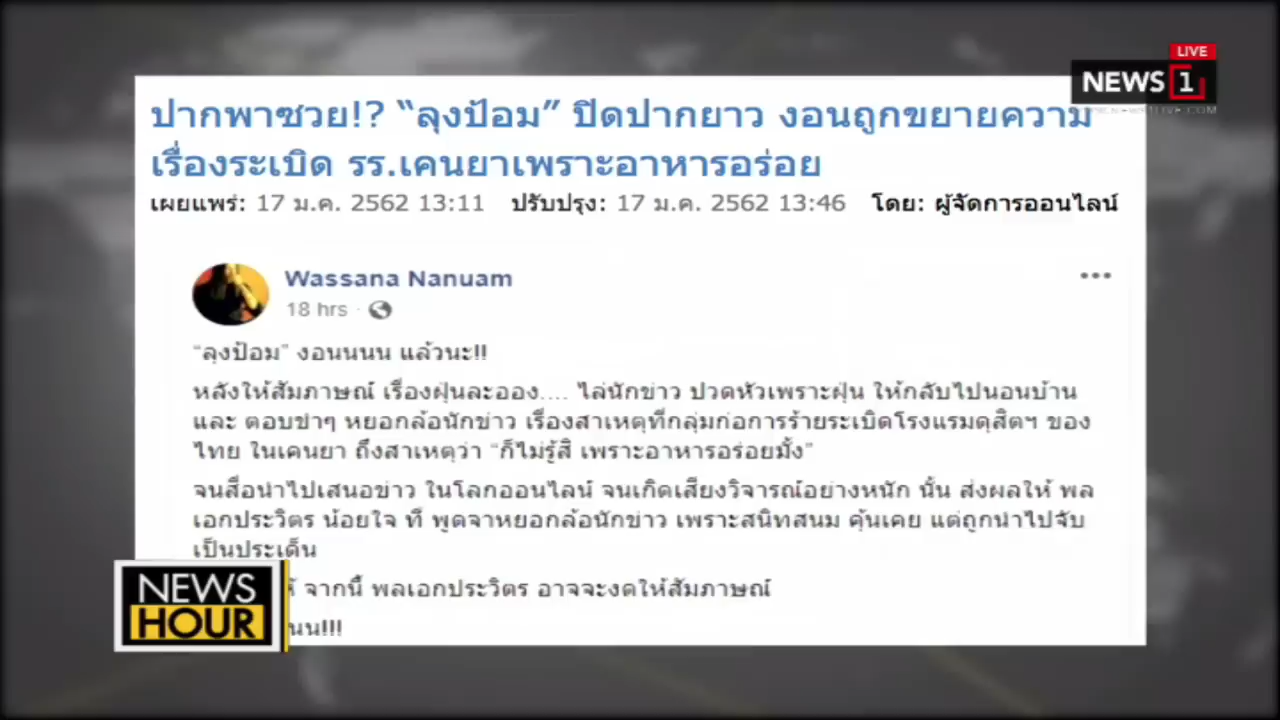 LIVE
NEWS 1
ปากพาซวย!? “ลุงป้อม” ปิดปากยาว งอนถูกขยายความ
เรื่องระเบิด รร.เคนยาเพราะอาหารอร่อย
เผยแพร่: 17 ม.ค. 2562 13:11 ปรับปรุง: 17 ม.ค. 2562 13:46 โดย: ผู้จัดการออนไลน์
Wassana Nanuam
18 hrs ·
“ลุงป้อม” งอนนนน แล้วนะ!!
หลังให้สัมภาษณ์ เรื่องฝุ่นละออง.... ไล่นักข่าว ปวดหัวเพราะฝุ่น ให้กลับไปนอนบ้าน
และ ตอบขำๆ หยอกล้อนักข่าว เรื่องสาเหตุที่กลุ่มก่อการร้ายระเบิดโรงแรมดุสิตฯ ของ
ไทย ในเคนยา ถึงสาเหตุว่า “ก็ไม่รู้สิ เพราะอาหารอร่อยมั้ง”
จนสื่อนำไปเสนอข่าว ในโลกออนไลน์ จนเกิดเสียงวิจารณ์อย่างหนัก นั้น ส่งผลให้ พล
เอกประวิตร น้อยใจ ที่ พูดจาหยอกล้อนักข่าว เพราะสนิทสนม คุ้นเคย แต่ถูกนำไปจับ
เป็นประเด็น
จากนี้ พลเอกประวิตร อาจจะงดให้สัมภาษณ์
นน!!!
NEWS
HOUR